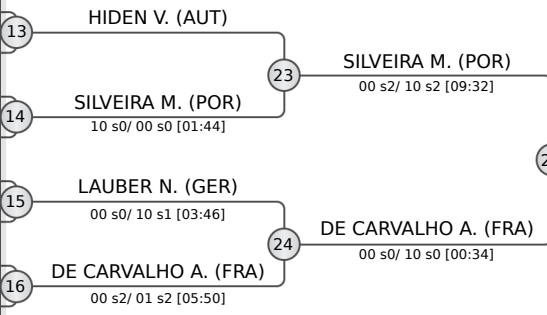 HIDEN V. (AUT)
13
SILVEIRA M. (POR)
23
00 s2/ 10 s2 [09:32]
SILVEIRA M. (POR)
14
10 s0/ 00 s0 [01:44]
2
LAUBER N. (GER)
15
00 s0/ 10 s1 [03:46]
DE CARVALHO A. (FRA)
24
00 s0/ 10 s0 [00:34]
DE CARVALHO A. (FRA)
16
00 s2/ 01 s2 [05:50]